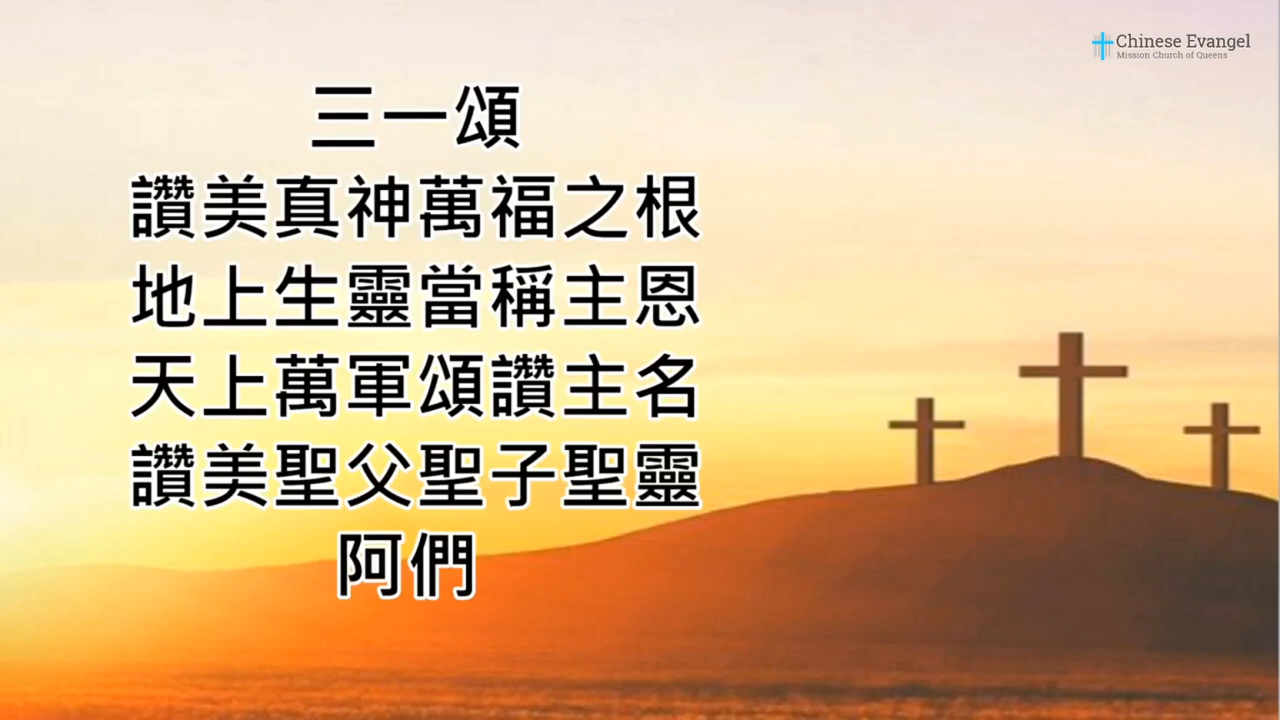 Chinese Evangel
Mission Church of Queens
三一頌
讚美真神萬福之根
地上生靈當稱主恩
天上萬軍頌讚主名
讚美聖父聖子聖靈
阿們